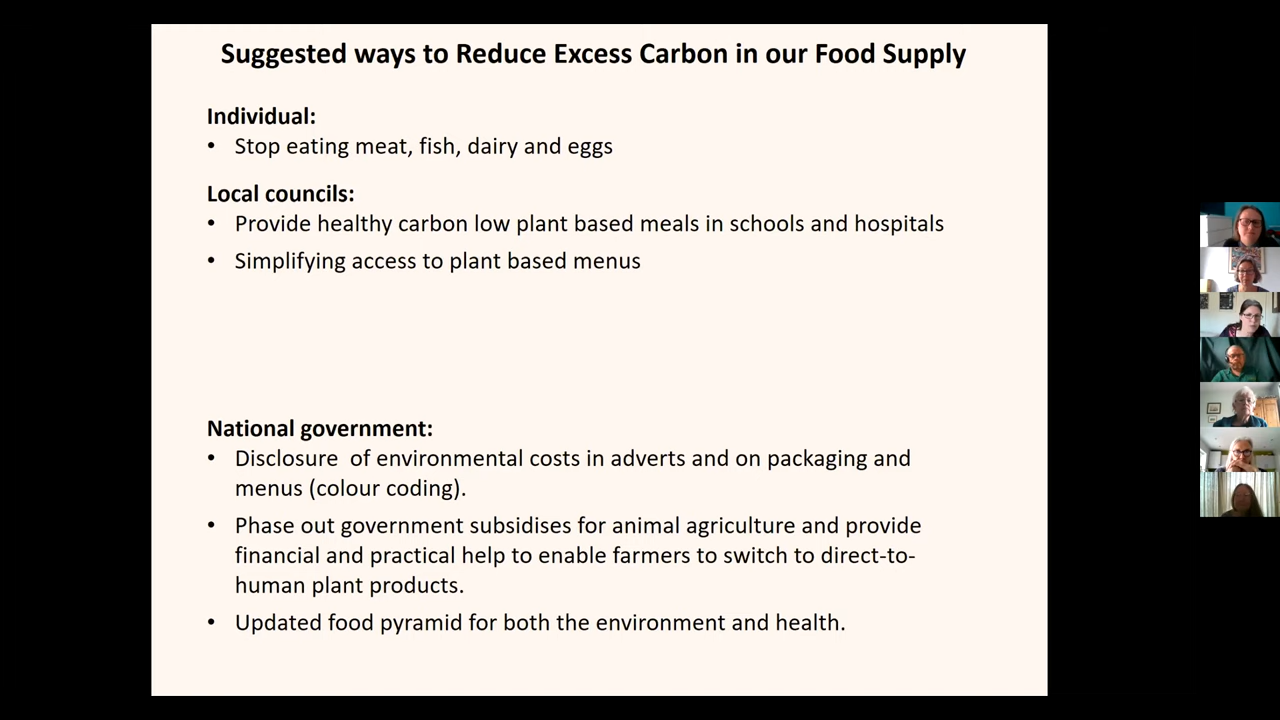 Suggested ways to Reduce Excess Carbon in our Food Supply
Individual:
• Stop eating meat, fish, dairy and eggs
Local councils:
• Provide healthy carbon low plant based meals in schools and hospitals
• Simplifying access to plant based menus
National government:
• Disclosure  of environmental costs in adverts and on packaging and
menus (colour coding).
• Phase out government subsidises for animal agriculture and provide
financial and practical help to enable farmers to switch to direct-to-
human plant products.
• Updated food pyramid for both the environment and health.